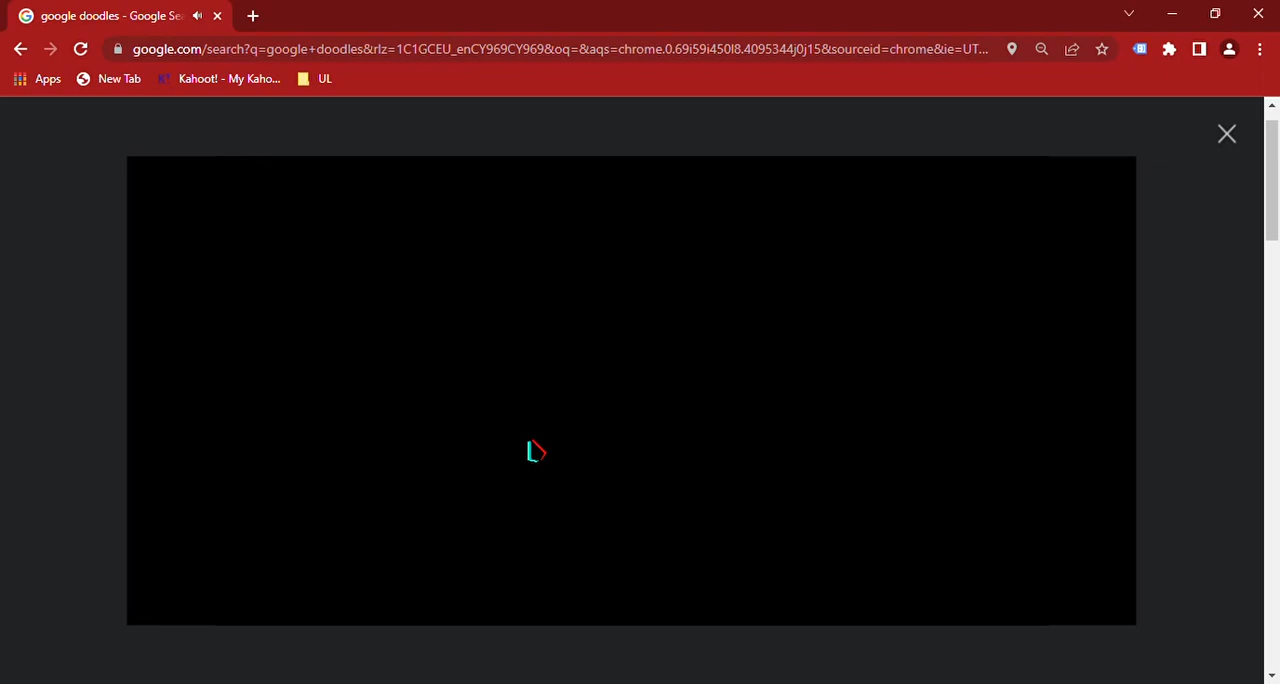 google doodles - Google Se
google.com/search?q=google+doodles&rlz=1C1GCEU_enCY969CY969&oq=&aqs=chrome.0.69i59i450l8.4095344j0j15&sourceid=chrome&ie=UT...
Apps New Tab K! Kahoot! - My Kaho... UL